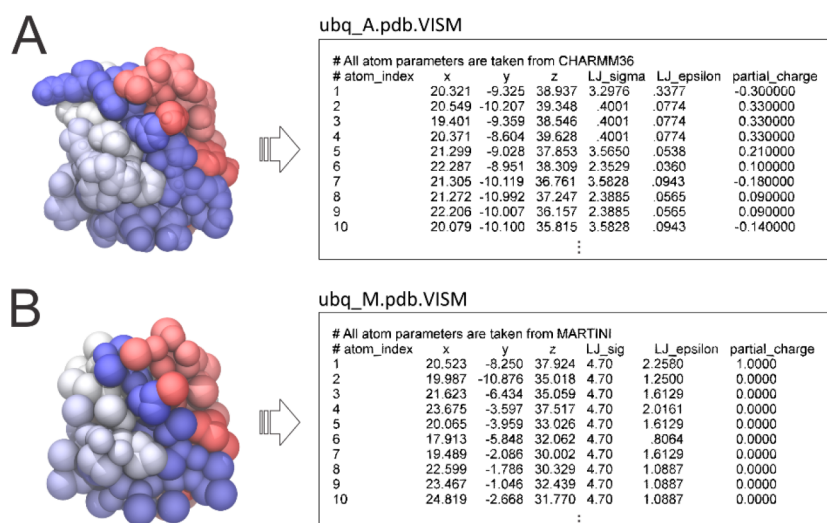 A
ubq_A.pdb.VISM
# All atom parameters are taken from CHARMM36
# atom_index x y z LJ_sigma LJ_epsilon partial_charge
1 20.321 -9.325 38.937 3.2976 .3377 -0.300000
2 20.549 -10.207 39.348 .4001 .0774 0.330000
3 19.401 -9.359 38.546 .4001 .0774 0.330000
4 20.371 -8.604 39.628 .4001 .0774 0.330000
5 21.299 -9.028 37.853 3.5650 .0538 0.210000
6 22.287 -8.951 38.309 2.3529 .0360 0.100000
7 21.305 -10.119 36.761 3.5828 .0943 -0.180000
8 21.272 -10.992 37.247 2.3885 .0565 0.090000
9 22.206 -10.007 36.157 2.3885 .0565 0.090000
10 20.079 -10.100 35.815 3.5828 .0943 -0.140000
⋮
B
ubq_M.pdb.VISM
# All atom parameters are taken from MARTINI
# atom_index x y z LJ_sig LJ_epsilon partial_charge
1 20.523 -8.250 37.924 4.70 2.2580 1.0000
2 19.987 -10.876 35.018 4.70 1.2500 0.0000
3 21.623 -6.434 35.059 4.70 1.6129 0.0000
4 23.675 -3.597 37.517 4.70 2.0161 0.0000
5 20.065 -3.959 33.026 4.70 1.6129 0.0000
6 17.913 -5.848 32.062 4.70 .8064 0.0000
7 19.489 -2.086 30.002 4.70 1.6129 0.0000
8 22.599 -1.786 30.329 4.70 1.0887 0.0000
9 23.467 -1.046 32.439 4.70 1.0887 0.0000
10 24.819 -2.668 31.770 4.70 1.0887 0.0000
⋮